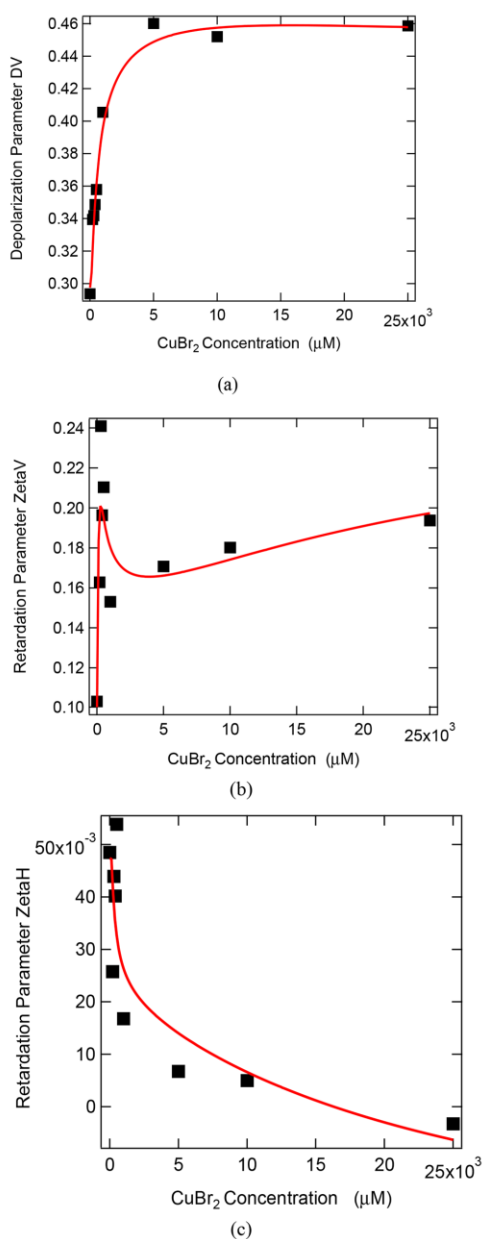 0.46
0.44
0.42
0.40
0.38
0.36
0.34
0.32
0.30
Depolarization Parameter DV
0 5 10 15 20 25x10³
CuBr₂ Concentration (μM)
(a)
0.24
0.22
0.20
0.18
0.16
0.14
0.12
0.10
Retardation Parameter ZetaV
0 5 10 15 20 25x10³
CuBr₂ Concentration (μM)
(b)
50x10⁻³
40
30
20
10
0
Retardation Parameter ZetaH
0 5 10 15 20 25x10³
CuBr₂ Concentration (μM)
(c)